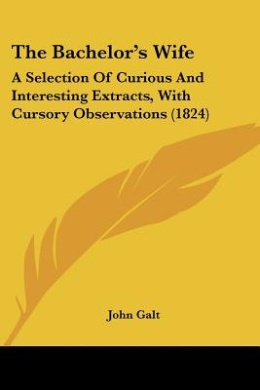 The Bachelor's Wife
A Selection Of Curious And
Interesting Extracts, With
Cursory Observations (1824)
John Galt